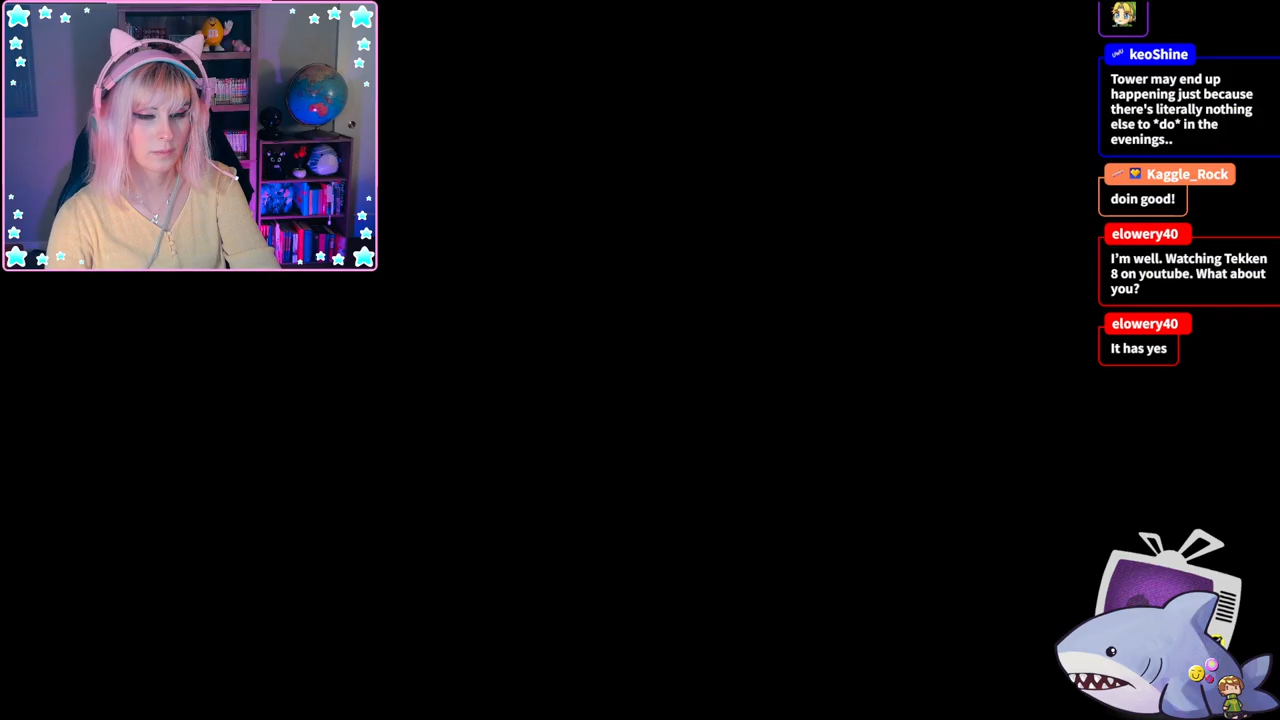 keoShine
Tower may end up
happening just because
there's literally nothing
else to *do* in the
evenings..
Kaggle_Rock
doin good!
elowery40
I'm well. Watching Tekken
8 on youtube. What about
you?
elowery40
It has yes